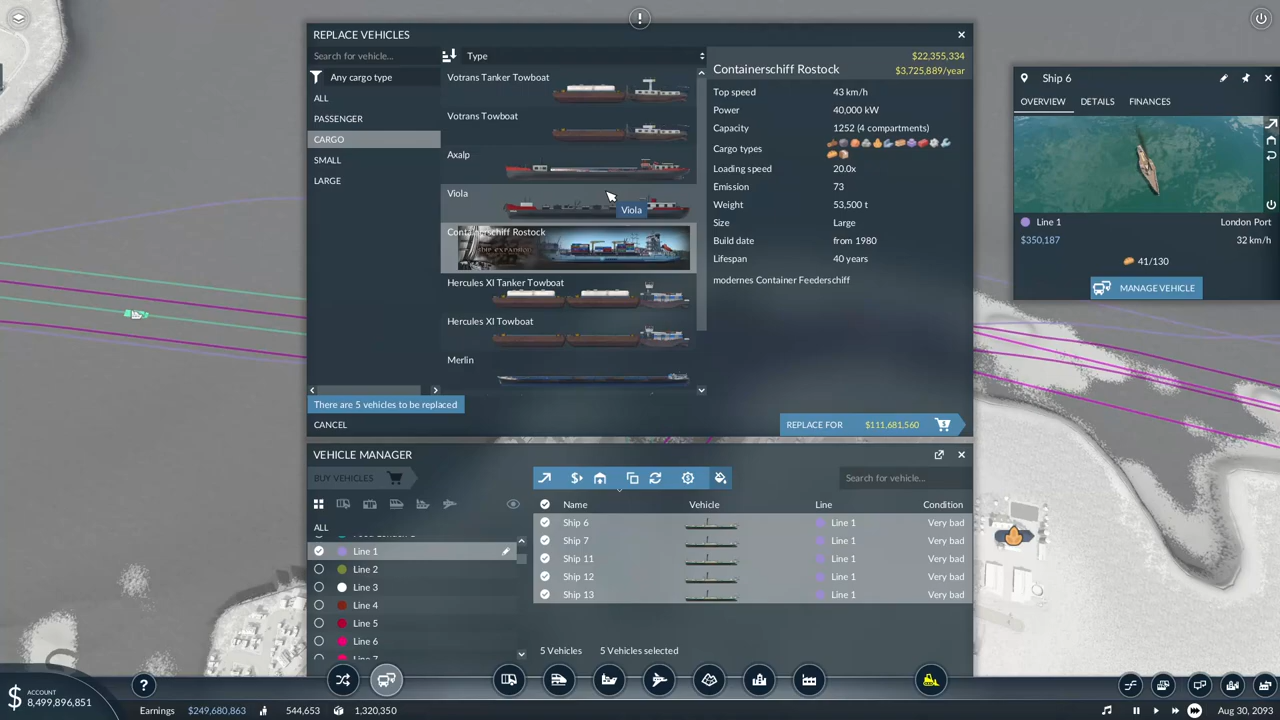 REPLACE VEHICLES
Search for vehicle...
Type
Any cargo type
ALL
PASSENGER
CARGO
SMALL
LARGE
Votrans Tanker Towboat
Votrans Towboat
Axalp
Viola
Viola
Containerschiff Rostock
Hercules XI Tanker Towboat
Hercules XI Towboat
Merlin
$22,355,334
Containerschiff Rostock
$3,725,889/year
Top speed 43 km/h
Power 40,000 kW
Capacity 1252 (4 compartments)
Cargo types
Loading speed 20.0x
Emission 73
Weight 53,500 t
Size Large
Build date from 1980
Lifespan 40 years
modernes Container Feederschiff
There are 5 vehicles to be replaced
CANCEL
REPLACE FOR $111,681,560
Ship 6
OVERVIEW DETAILS FINANCES
Line 1 London Port
$350,187 32 km/h
41/130
MANAGE VEHICLE
VEHICLE MANAGER
BUY VEHICLES
Search for vehicle...
ALL
Line 1
Line 2
Line 3
Line 4
Line 5
Line 6
Name Vehicle Line Condition
Ship 6 Line 1 Very bad
Ship 7 Line 1 Very bad
Ship 11 Line 1 Very bad
Ship 12 Line 1 Very bad
Ship 13 Line 1 Very bad
5 Vehicles 5 Vehicles selected
$ ACCOUNT
8,499,896,851
?
Earnings $249,680,863 544,653 1,320,350
Aug 30, 2093